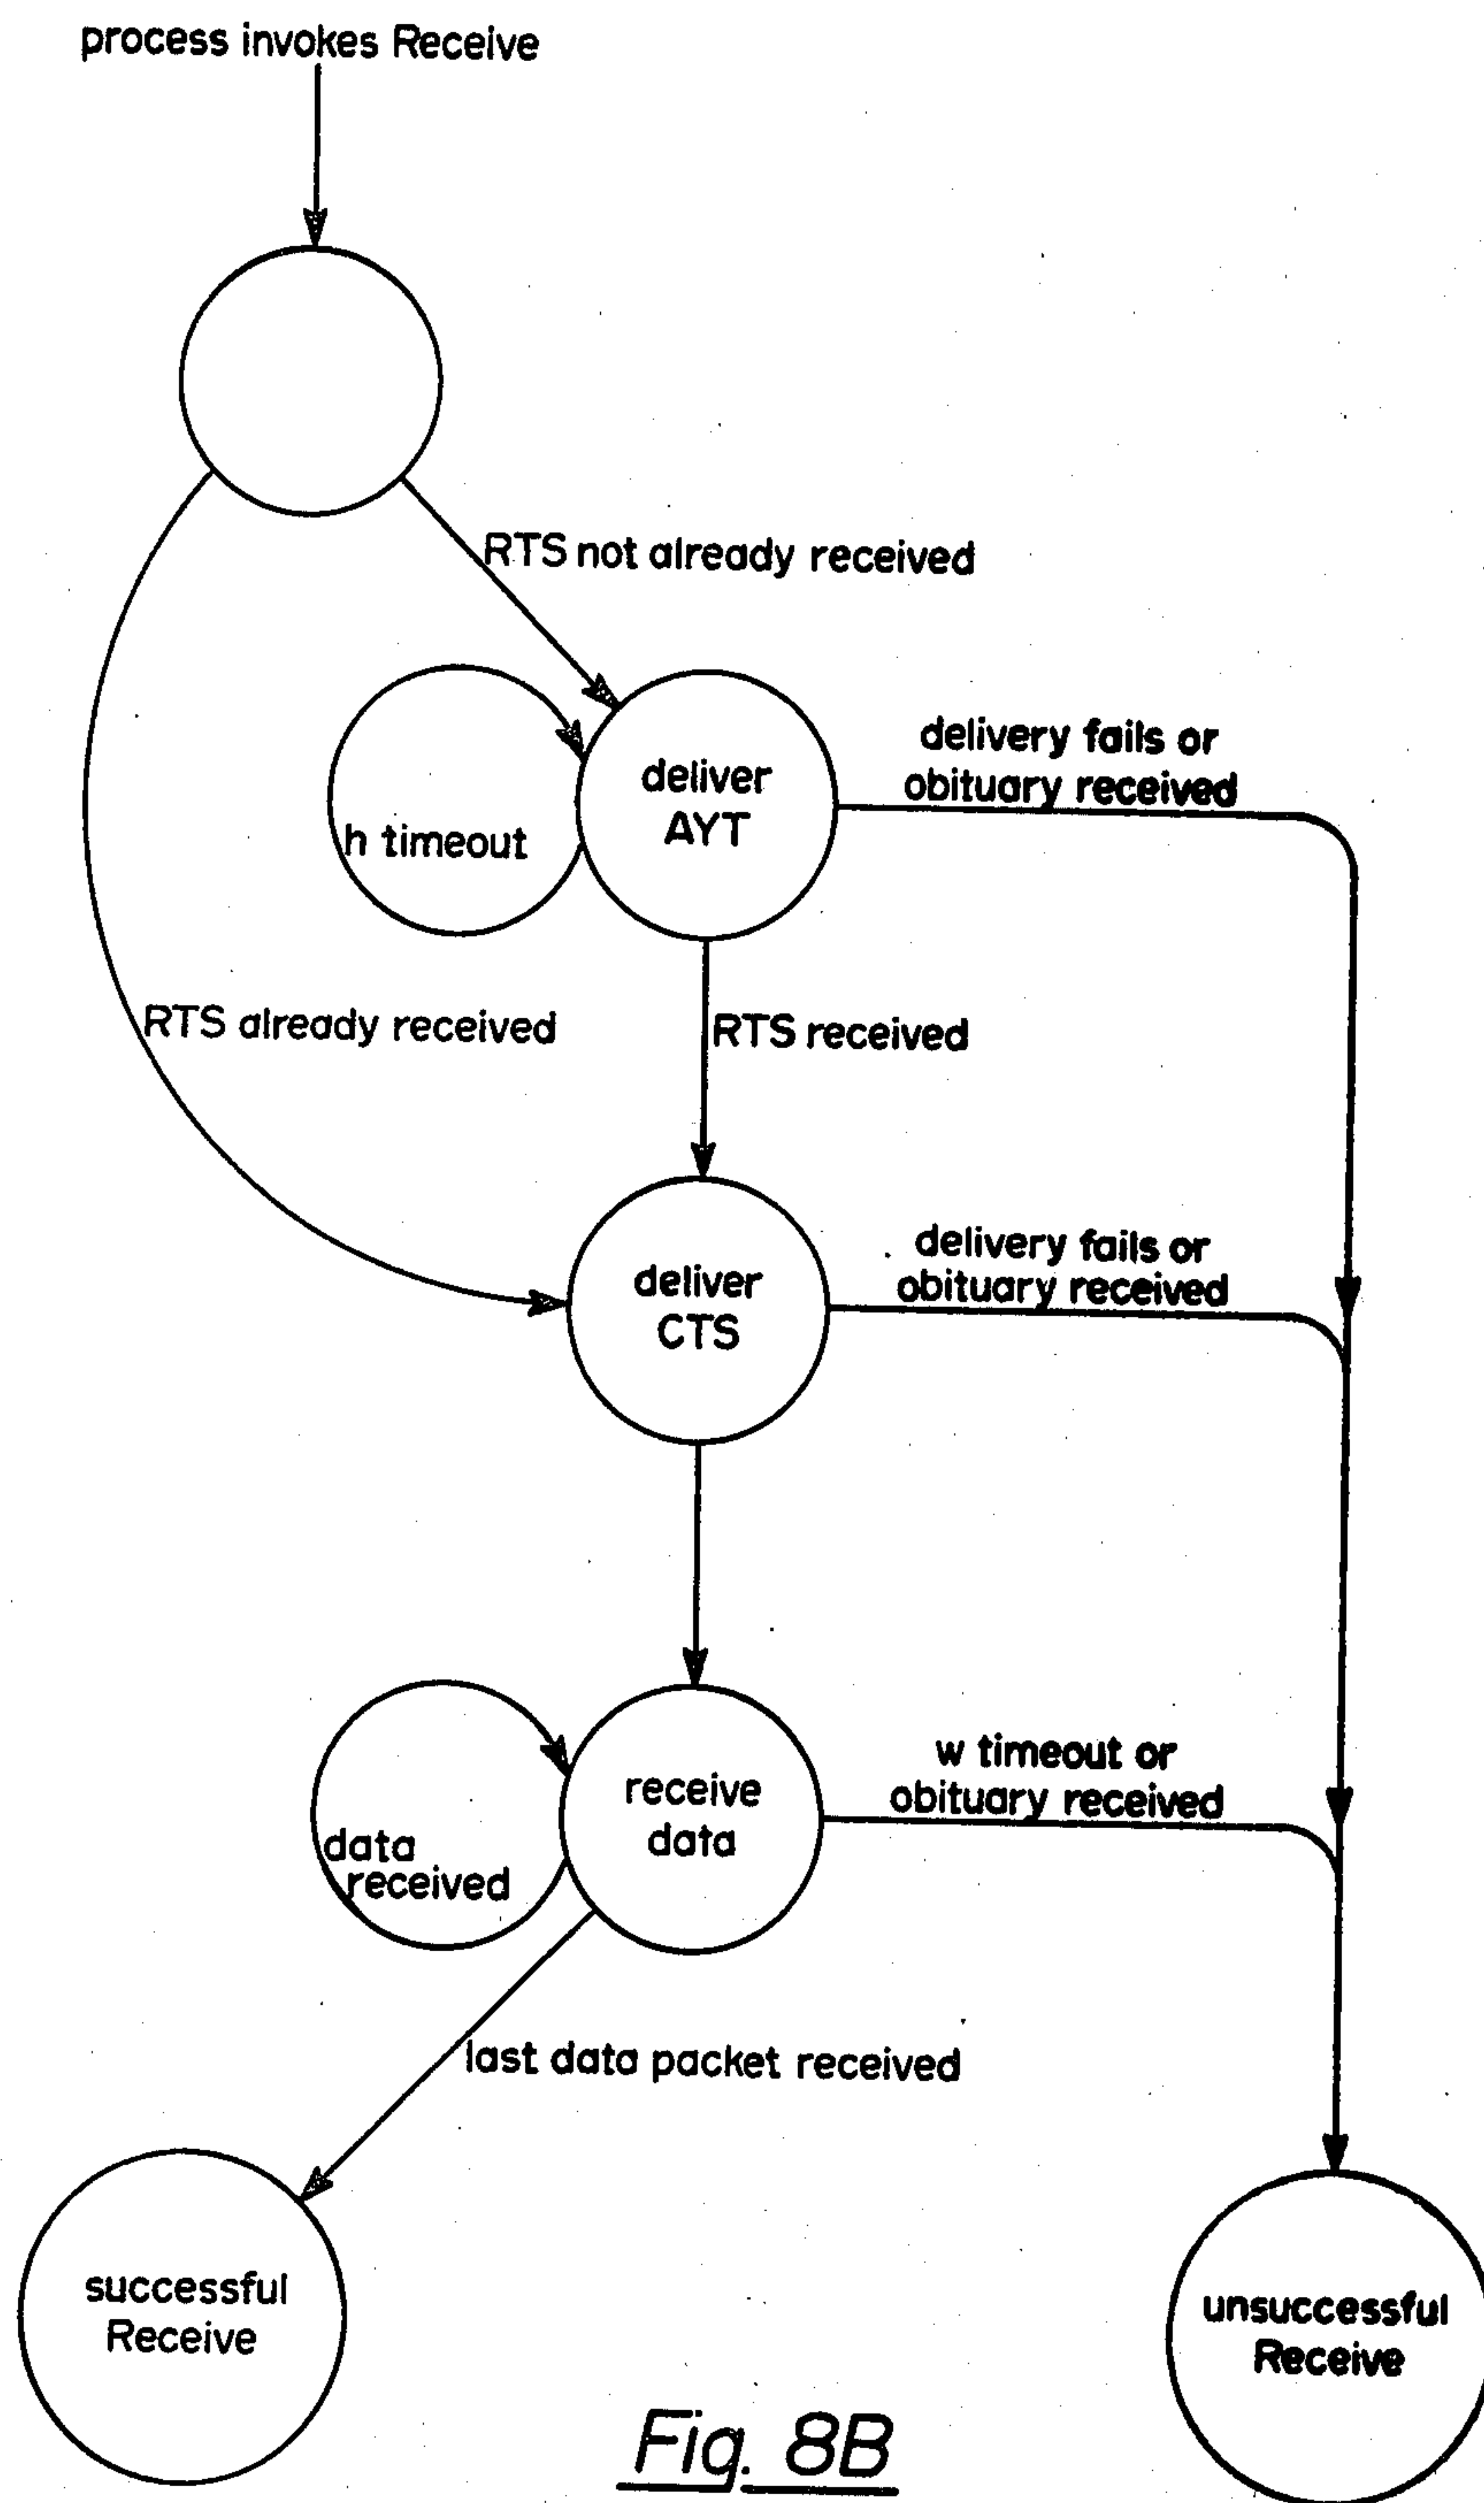 process invokes Receive
RTS not already received
delivery fails or
obituary received
deliver
AYT
h timeout
RTS already received
RTS received
delivery fails or
obituary received
deliver
CTS
w timeout or
obituary received
receive
data
data
received
last data packet received
successful
Receive
unsuccessful
Receive
Fig. 8B